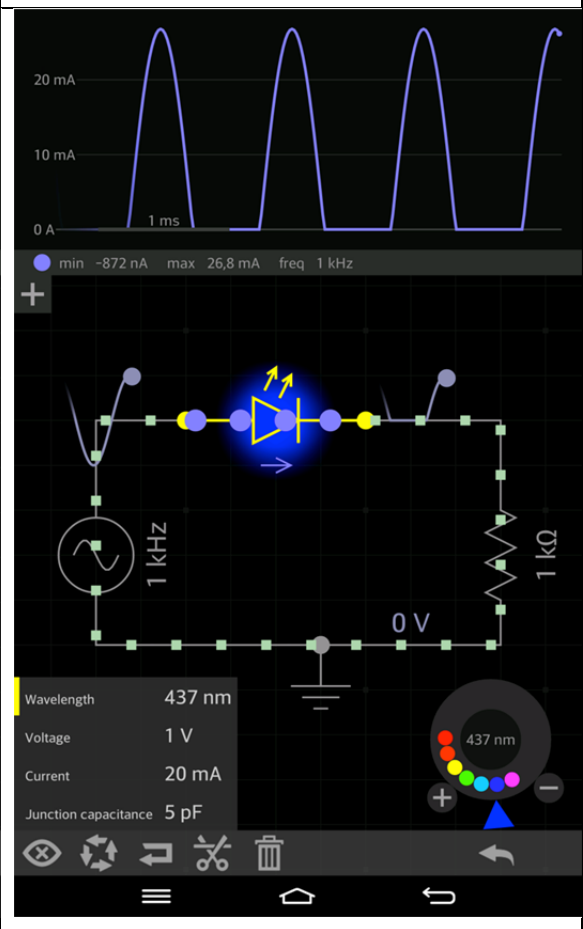 20 mA
10 mA
1 ms
0 A
min -872 nA max 26,8 mA freq 1 kHz
1 kHz
1 kΩ
0 V
Wavelength 437 nm
Voltage 1 V
Current 20 mA
Junction capacitance 5 pF
437 nm